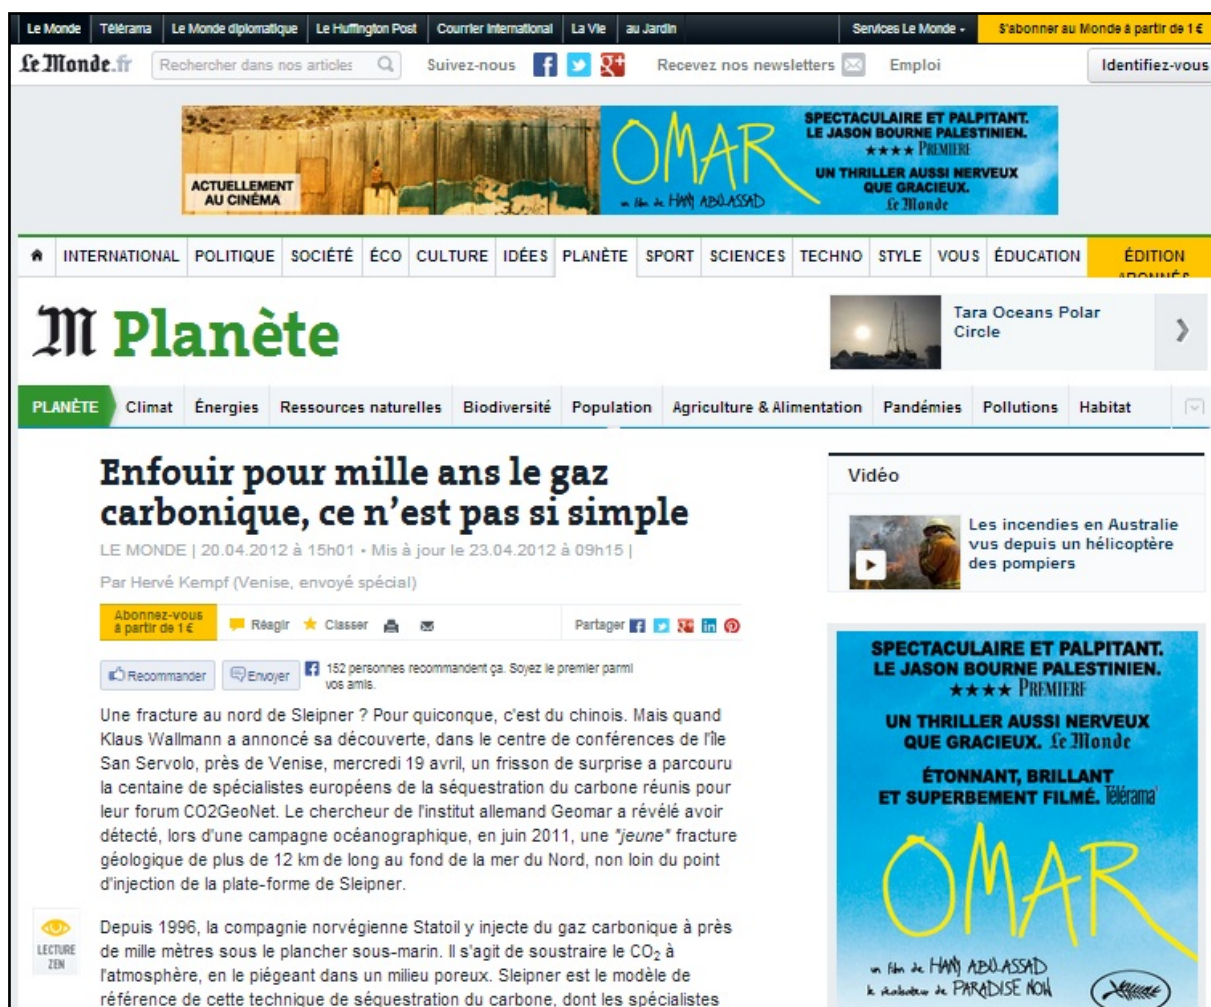 Le Monde Télérama Le Monde diplomatique Le Huffington Post Courrier International La Vie au Jardin Services Le Monde S'abonner au Monde à partir de 1 €
Le Monde.fr Rechercher dans nos articles Suivez-nous Recevez nos newsletters Emploi Identifiez-vous
ACTUELLEMENT
AU CINÉMA
OMAR
un film de HANY ABU-ASSAD
SPECTACULAIRE ET PALPITANT.
LE JASON BOURNE PALESTINIEN.
★★★★ PREMIERE
UN THRILLER AUSSI NERVEUX
QUE GRACIEUX.
Le Monde
INTERNATIONAL POLITIQUE SOCIÉTÉ ÉCO CULTURE IDÉES PLANÈTE SPORT SCIENCES TECHNO STYLE VOUS ÉDUCATION ÉDITION
ABONNÉS
M Planète
Tara Oceans Polar
Circle
PLANÈTE Climat Énergies Ressources naturelles Biodiversité Population Agriculture & Alimentation Pandémies Pollutions Habitat
Enfouir pour mille ans le gaz
carbonique, ce n'est pas si simple
LE MONDE | 20.04.2012 à 15h01 • Mis à jour le 23.04.2012 à 09h15 |
Par Hervé Kempf (Venise, envoyé spécial)
Abonnez-vous
à partir de 1 €
Réagir Classer Partager
Recommander Envoyer 152 personnes recommandent ça. Soyez le premier parmi
vos amis.
Une fracture au nord de Sleipner ? Pour quiconque, c'est du chinois. Mais quand
Klaus Wallmann a annoncé sa découverte, dans le centre de conférences de l'île
San Servolo, près de Venise, mercredi 19 avril, un frisson de surprise a parcouru
la centaine de spécialistes européens de la séquestration du carbone réunis pour
leur forum CO2GeoNet. Le chercheur de l'institut allemand Geomar a révélé avoir
détecté, lors d'une campagne océanographique, en juin 2011, une "jeune" fracture
géologique de plus de 12 km de long au fond de la mer du Nord, non loin du point
d'injection de la plate-forme de Sleipner.
LECTURE
ZEN
Depuis 1996, la compagnie norvégienne Statoil y injecte du gaz carbonique à près
de mille mètres sous le plancher sous-marin. Il s'agit de soustraire le CO₂ à
l'atmosphère, en le piégeant dans un milieu poreux. Sleipner est le modèle de
référence de cette technique de séquestration du carbone, dont les spécialistes
Vidéo
Les incendies en Australie
vus depuis un hélicoptère
des pompiers
SPECTACULAIRE ET PALPITANT.
LE JASON BOURNE PALESTINIEN.
★★★★ PREMIERE
UN THRILLER AUSSI NERVEUX
QUE GRACIEUX. Le Monde
ÉTONNANT, BRILLANT
ET SUPERBEMENT FILMÉ. Télérama'
OMAR
un film de HANY ABU-ASSAD
le réalisateur de PARADISE NOW